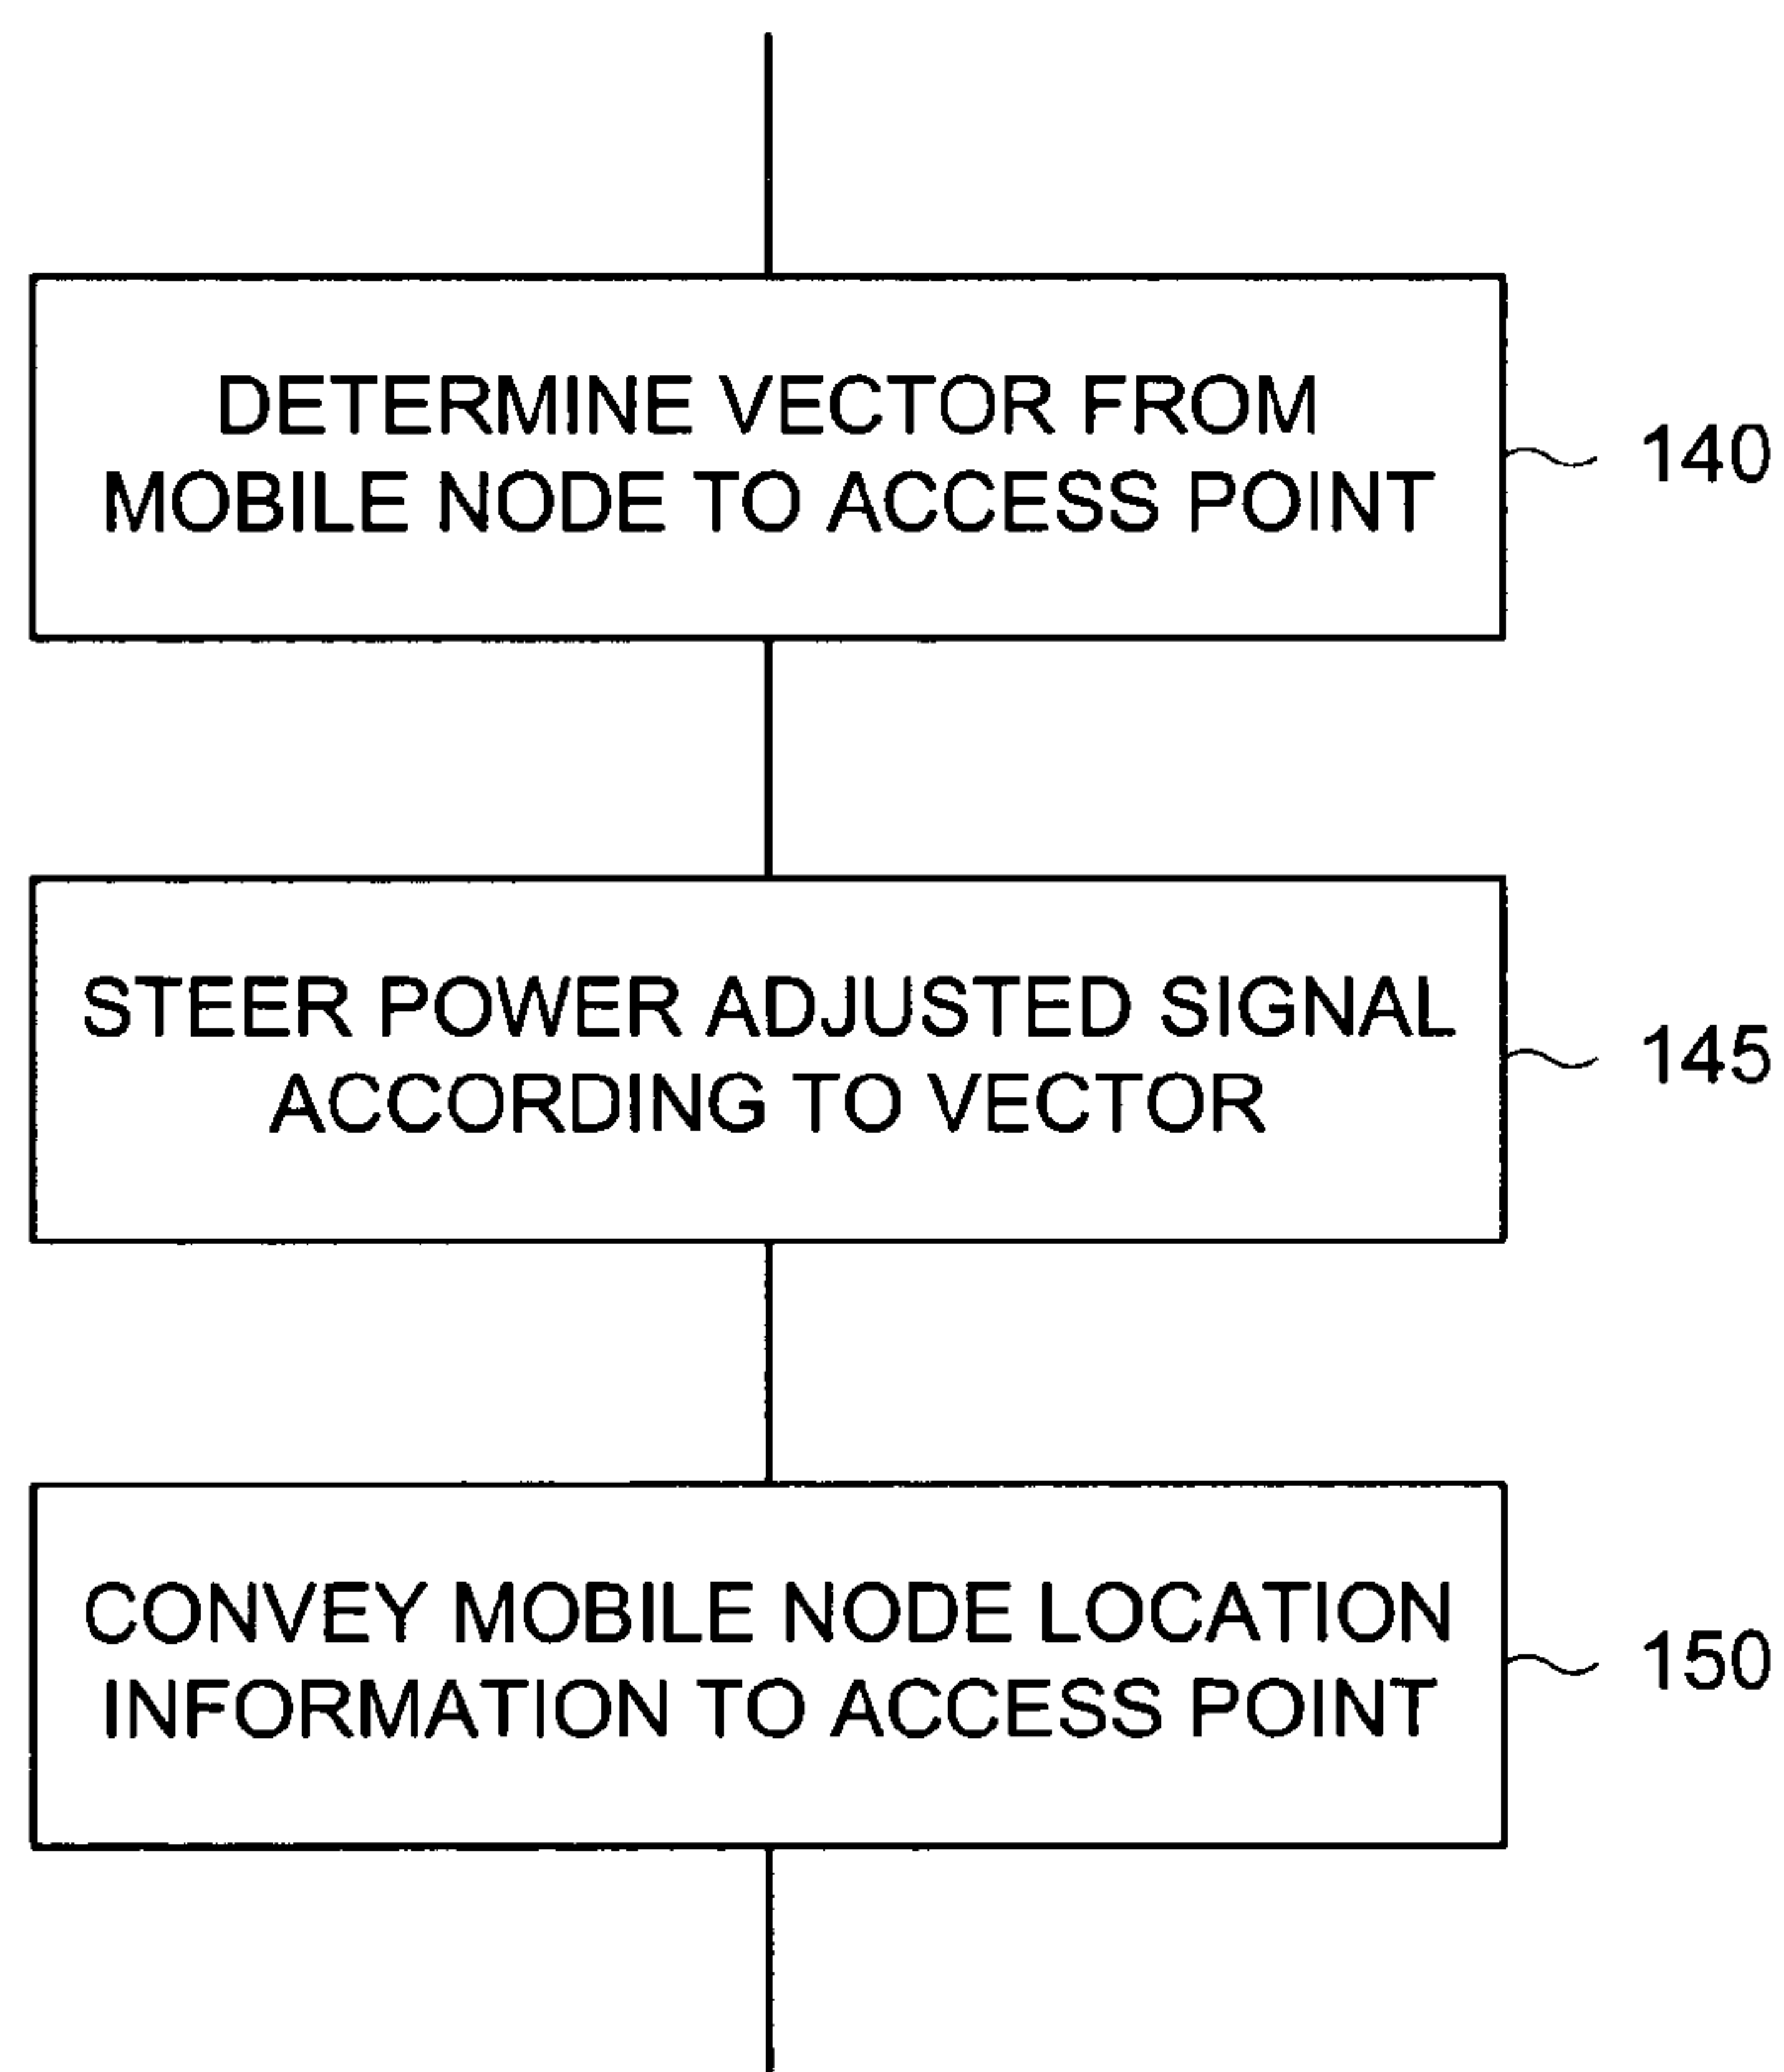 DETERMINE VECTOR FROM
MOBILE NODE TO ACCESS POINT
140
STEER POWER ADJUSTED SIGNAL
ACCORDING TO VECTOR
145
CONVEY MOBILE NODE LOCATION
INFORMATION TO ACCESS POINT
150